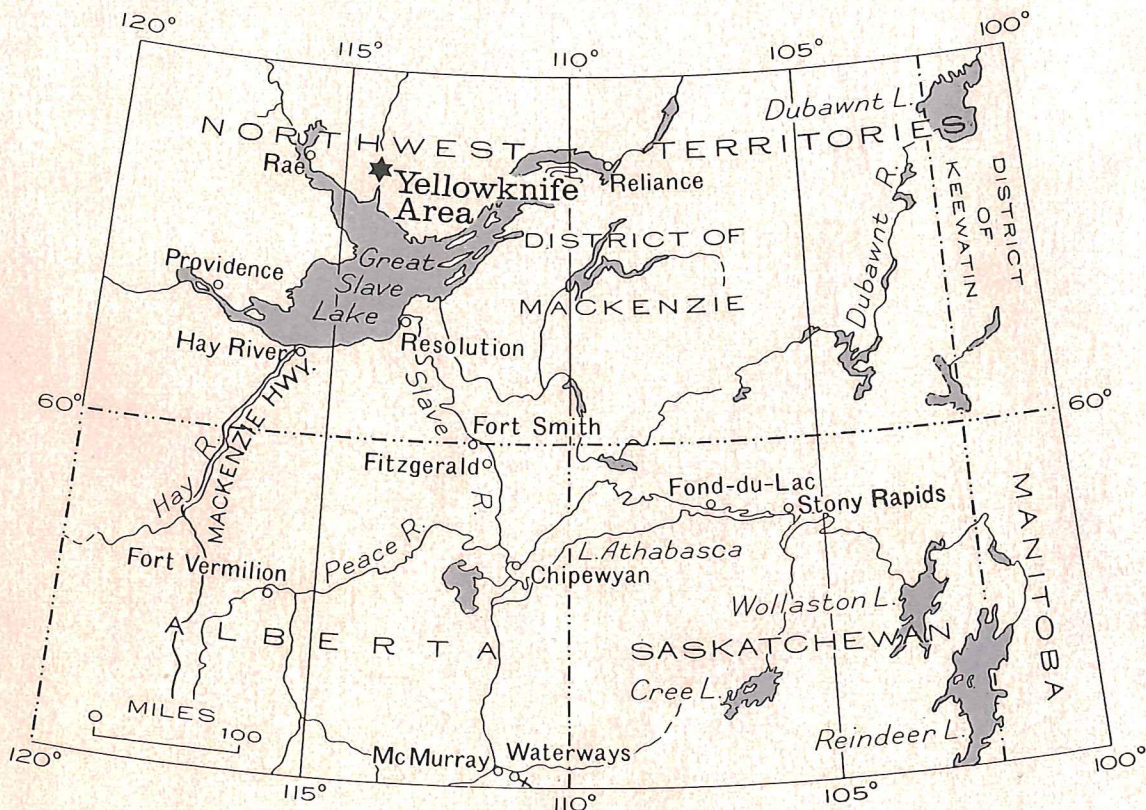 120°
115°
110°
105°
100°
Dubawnt L.
NORTHWEST TERRITORIES
Rae
Yellowknife
Area
Reliance
DISTRICT OF
MACKENZIE
DISTRICT
OF
KEEWATIN
Dubawnt R.
Great
Slave
Lake
Providence
Hay River
Resolution
MACKENZIE HWY.
Hay R.
Slave R.
60°
60°
Fort Smith
Fitzgerald
Fond-du-Lac
Stony Rapids
MANITOBA
Peace R.
L. Athabasca
Fort Vermilion
Chipewyan
Wollaston L.
ALBERTA
SASKATCHEWAN
Cree L.
Reindeer L.
MILES
0 100
McMurray
Waterways
120°
115°
110°
105°
100°